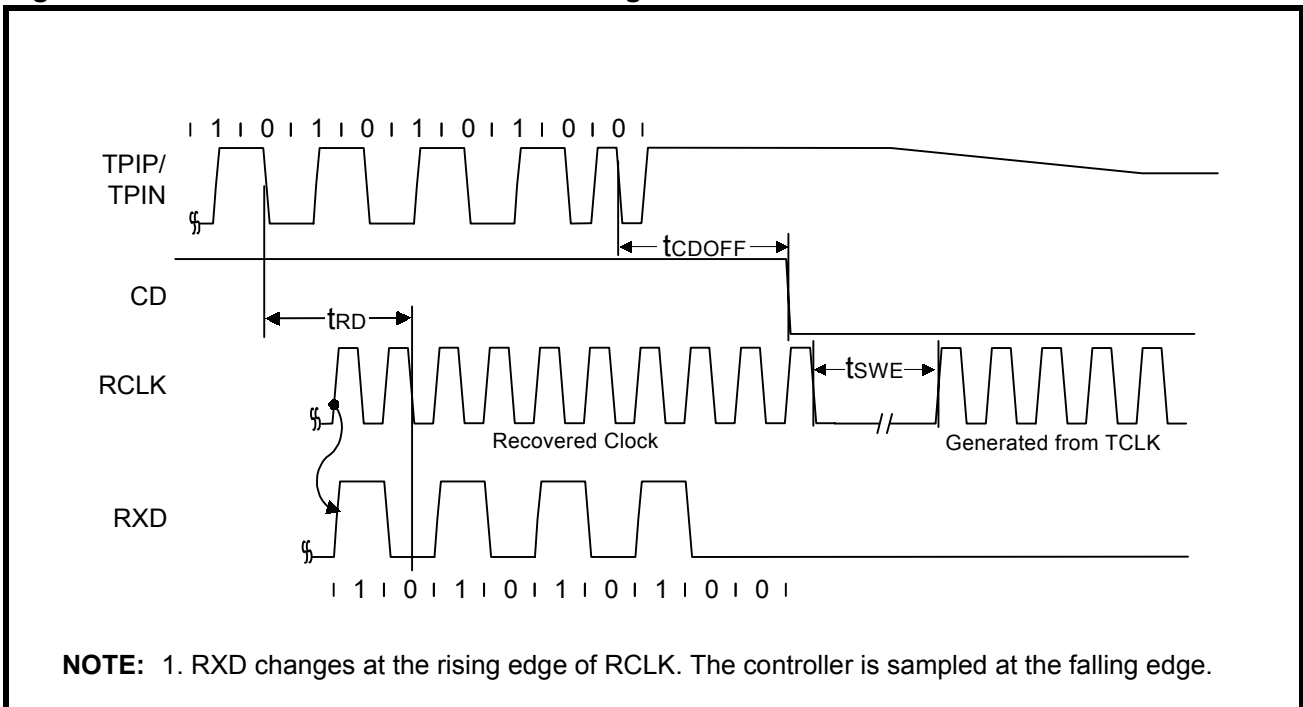 1 0 1 0 1 0 1 0 0
TPIP/
TPIN
tCDOFF
CD
tRD
RCLK
tSWE
Recovered Clock
Generated from TCLK
RXD
1 0 1 0 1 0 1 0 0
NOTE: 1. RXD changes at the rising edge of RCLK. The controller is sampled at the falling edge.